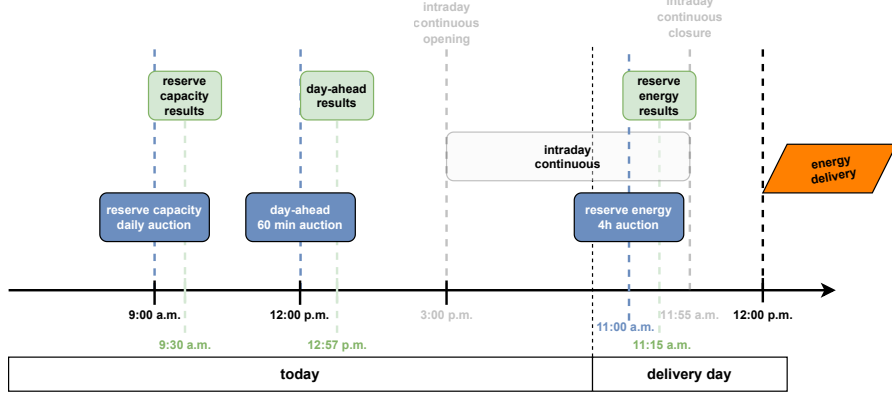 intraday
continuous
opening
intraday
continuous
closure
reserve
capacity
results
day-ahead
results
reserve
energy
results
intraday
continuous
energy
delivery
reserve capacity
daily auction
day-ahead
60 min auction
reserve energy
4h auction
9:00 a.m.
12:00 p.m.
3:00 p.m.
11:00 a.m.
11:55 a.m.
12:00 p.m.
9:30 a.m.
12:57 p.m.
11:15 a.m.
today
delivery day